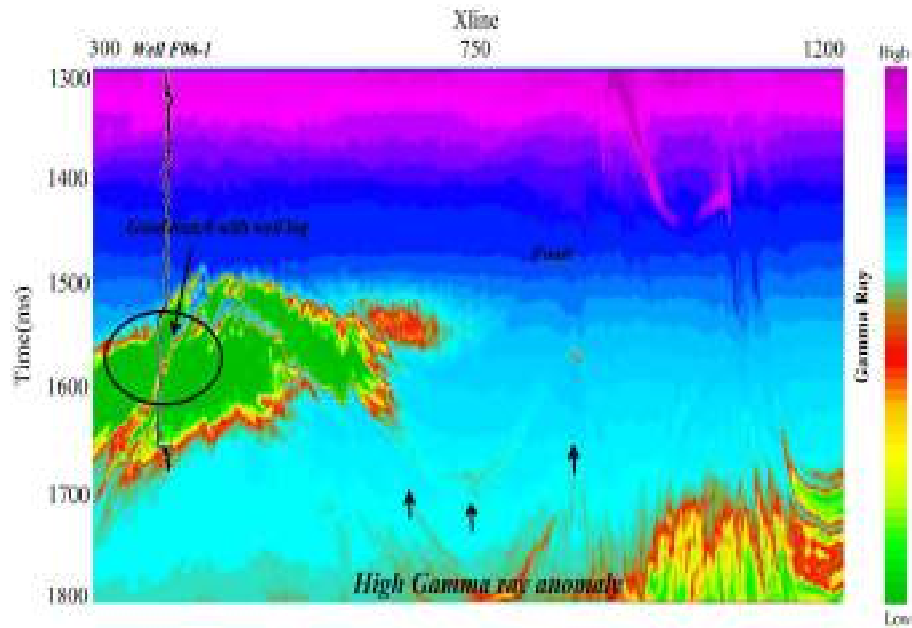 Xline
300 Well F06-1 750 1200 High
1300
1400
Good match with well log
Fault
1500
Time(ms)
Gamma Ray
1600
1700
High Gamma ray anomaly
1800
Low